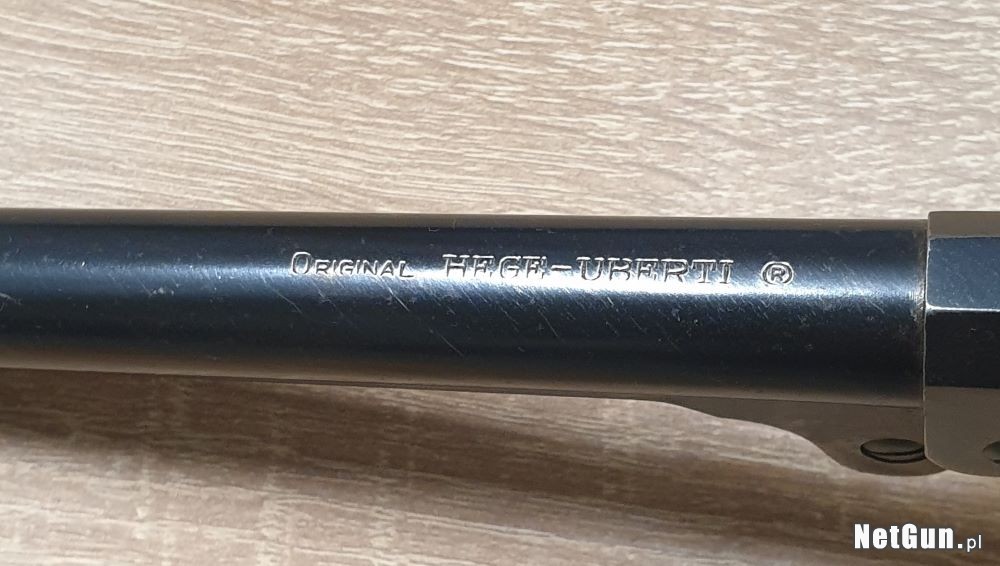 Original HEGE-UBERTI ®
NetGun.pl